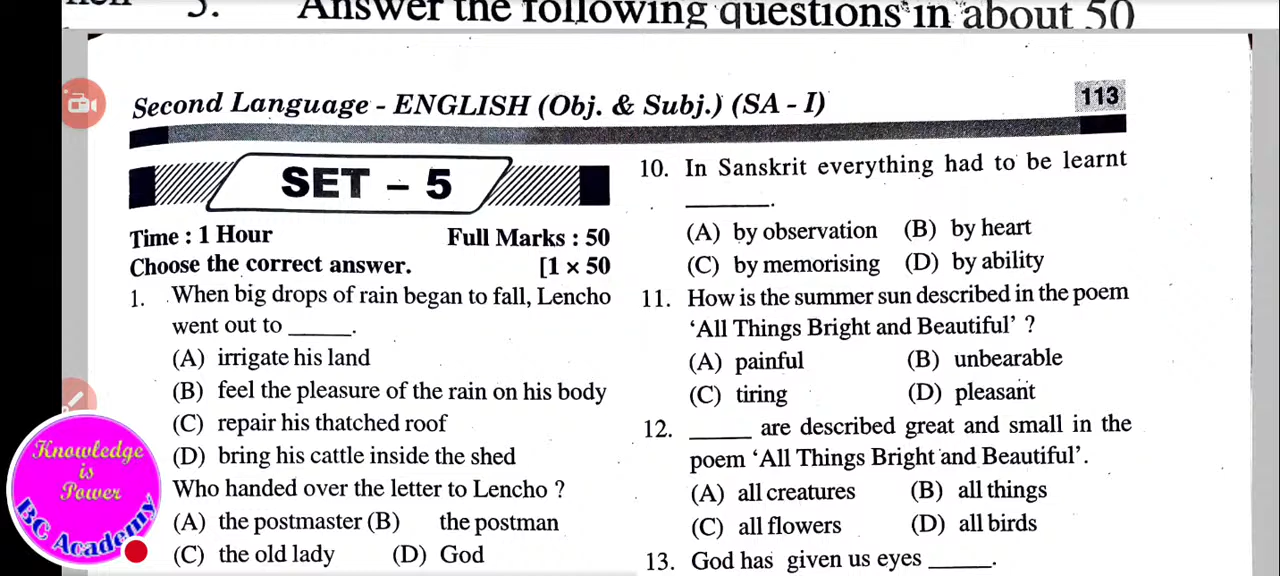 5. Answer the following questions in about 50
Second Language - ENGLISH (Obj. & Subj.) (SA - I)
113
SET – 5
Time : 1 Hour Full Marks : 50
Choose the correct answer. [1 × 50
1. When big drops of rain began to fall, Lencho
went out to _____.
(A) irrigate his land
(B) feel the pleasure of the rain on his body
(C) repair his thatched roof
(D) bring his cattle inside the shed
Who handed over the letter to Lencho ?
(A) the postmaster (B) the postman
(C) the old lady (D) God
10. In Sanskrit everything had to be learnt
_______.
(A) by observation (B) by heart
(C) by memorising (D) by ability
11. How is the summer sun described in the poem
‘All Things Bright and Beautiful’ ?
(A) painful (B) unbearable
(C) tiring (D) pleasant
12. _____ are described great and small in the
poem ‘All Things Bright and Beautiful’.
(A) all creatures (B) all things
(C) all flowers (D) all birds
13. God has given us eyes _____.
Knowledge
is
Power
BC Academy